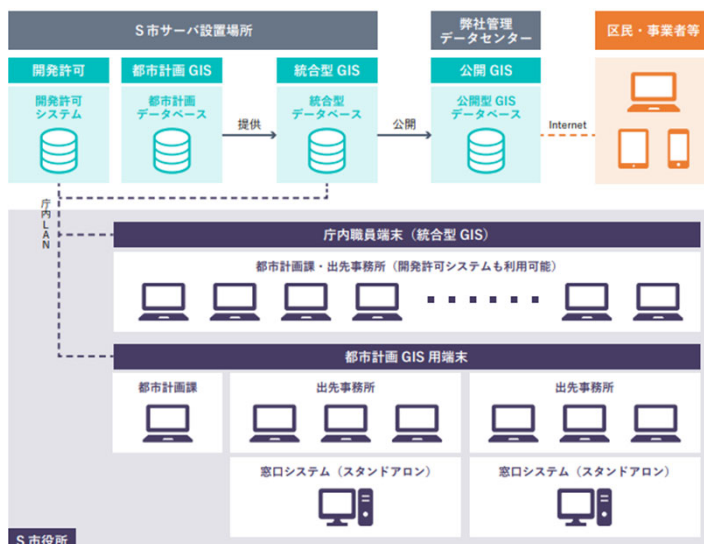 S市サーバ設置場所
弊社管理
データセンター
区民・事業者等
開発許可
都市計画 GIS
統合型 GIS
公開 GIS
開発許可
システム
都市計画
データベース
提供
統合型
データベース
公開
公開型 GIS
データベース
Internet
庁内LAN
庁内職員端末（統合型 GIS）
都市計画課・出先事務所（開発許可システムも利用可能）
都市計画 GIS 用端末
都市計画課
出先事務所
出先事務所
窓口システム（スタンドアロン）
窓口システム（スタンドアロン）
S市役所